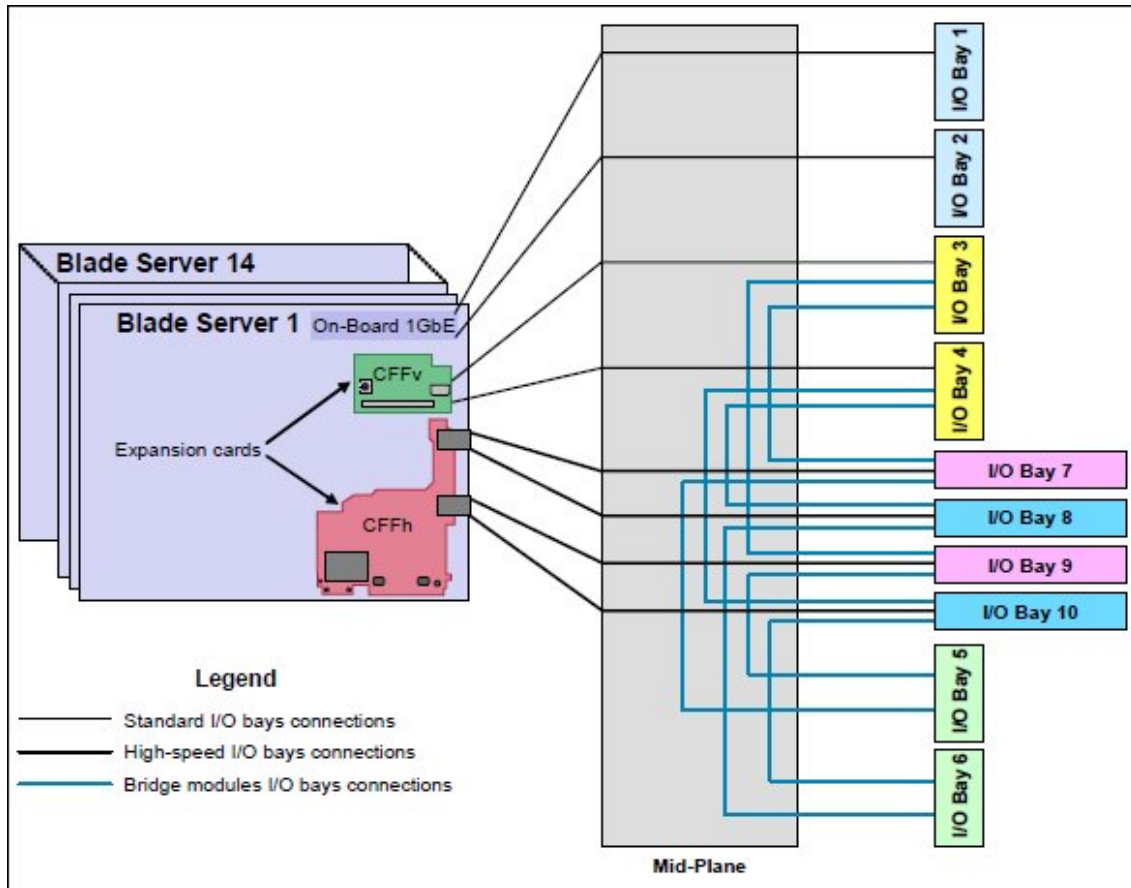 I/O Bay 1
I/O Bay 2
Blade Server 14
I/O Bay 3
Blade Server 1
On-Board 1GbE
CFFv
I/O Bay 4
Expansion cards
I/O Bay 7
I/O Bay 8
CFFh
I/O Bay 9
I/O Bay 10
I/O Bay 5
Legend
Standard I/O bays connections
High-speed I/O bays connections
Bridge modules I/O bays connections
I/O Bay 6
Mid-Plane